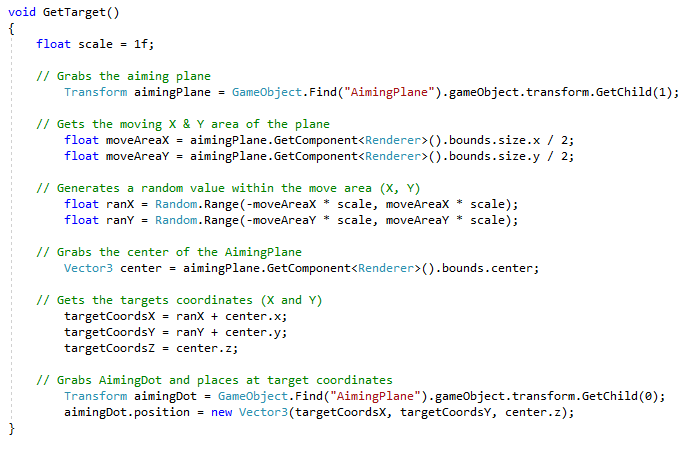 void GetTarget()
{
float scale = 1f;
// Grabs the aiming plane
Transform aimingPlane = GameObject.Find("AimingPlane").gameObject.transform.GetChild(1);
// Gets the moving X & Y area of the plane
float moveAreaX = aimingPlane.GetComponent<Renderer>().bounds.size.x / 2;
float moveAreaY = aimingPlane.GetComponent<Renderer>().bounds.size.y / 2;
// Generates a random value within the move area (X, Y)
float ranX = Random.Range(-moveAreaX * scale, moveAreaX * scale);
float ranY = Random.Range(-moveAreaY * scale, moveAreaY * scale);
// Grabs the center of the AimingPlane
Vector3 center = aimingPlane.GetComponent<Renderer>().bounds.center;
// Gets the targets coordinates (X and Y)
targetCoordsX = ranX + center.x;
targetCoordsY = ranY + center.y;
targetCoordsZ = center.z;
// Grabs AimingDot and places at target coordinates
Transform aimingDot = GameObject.Find("AimingPlane").gameObject.transform.GetChild(0);
aimingDot.position = new Vector3(targetCoordsX, targetCoordsY, center.z);
}